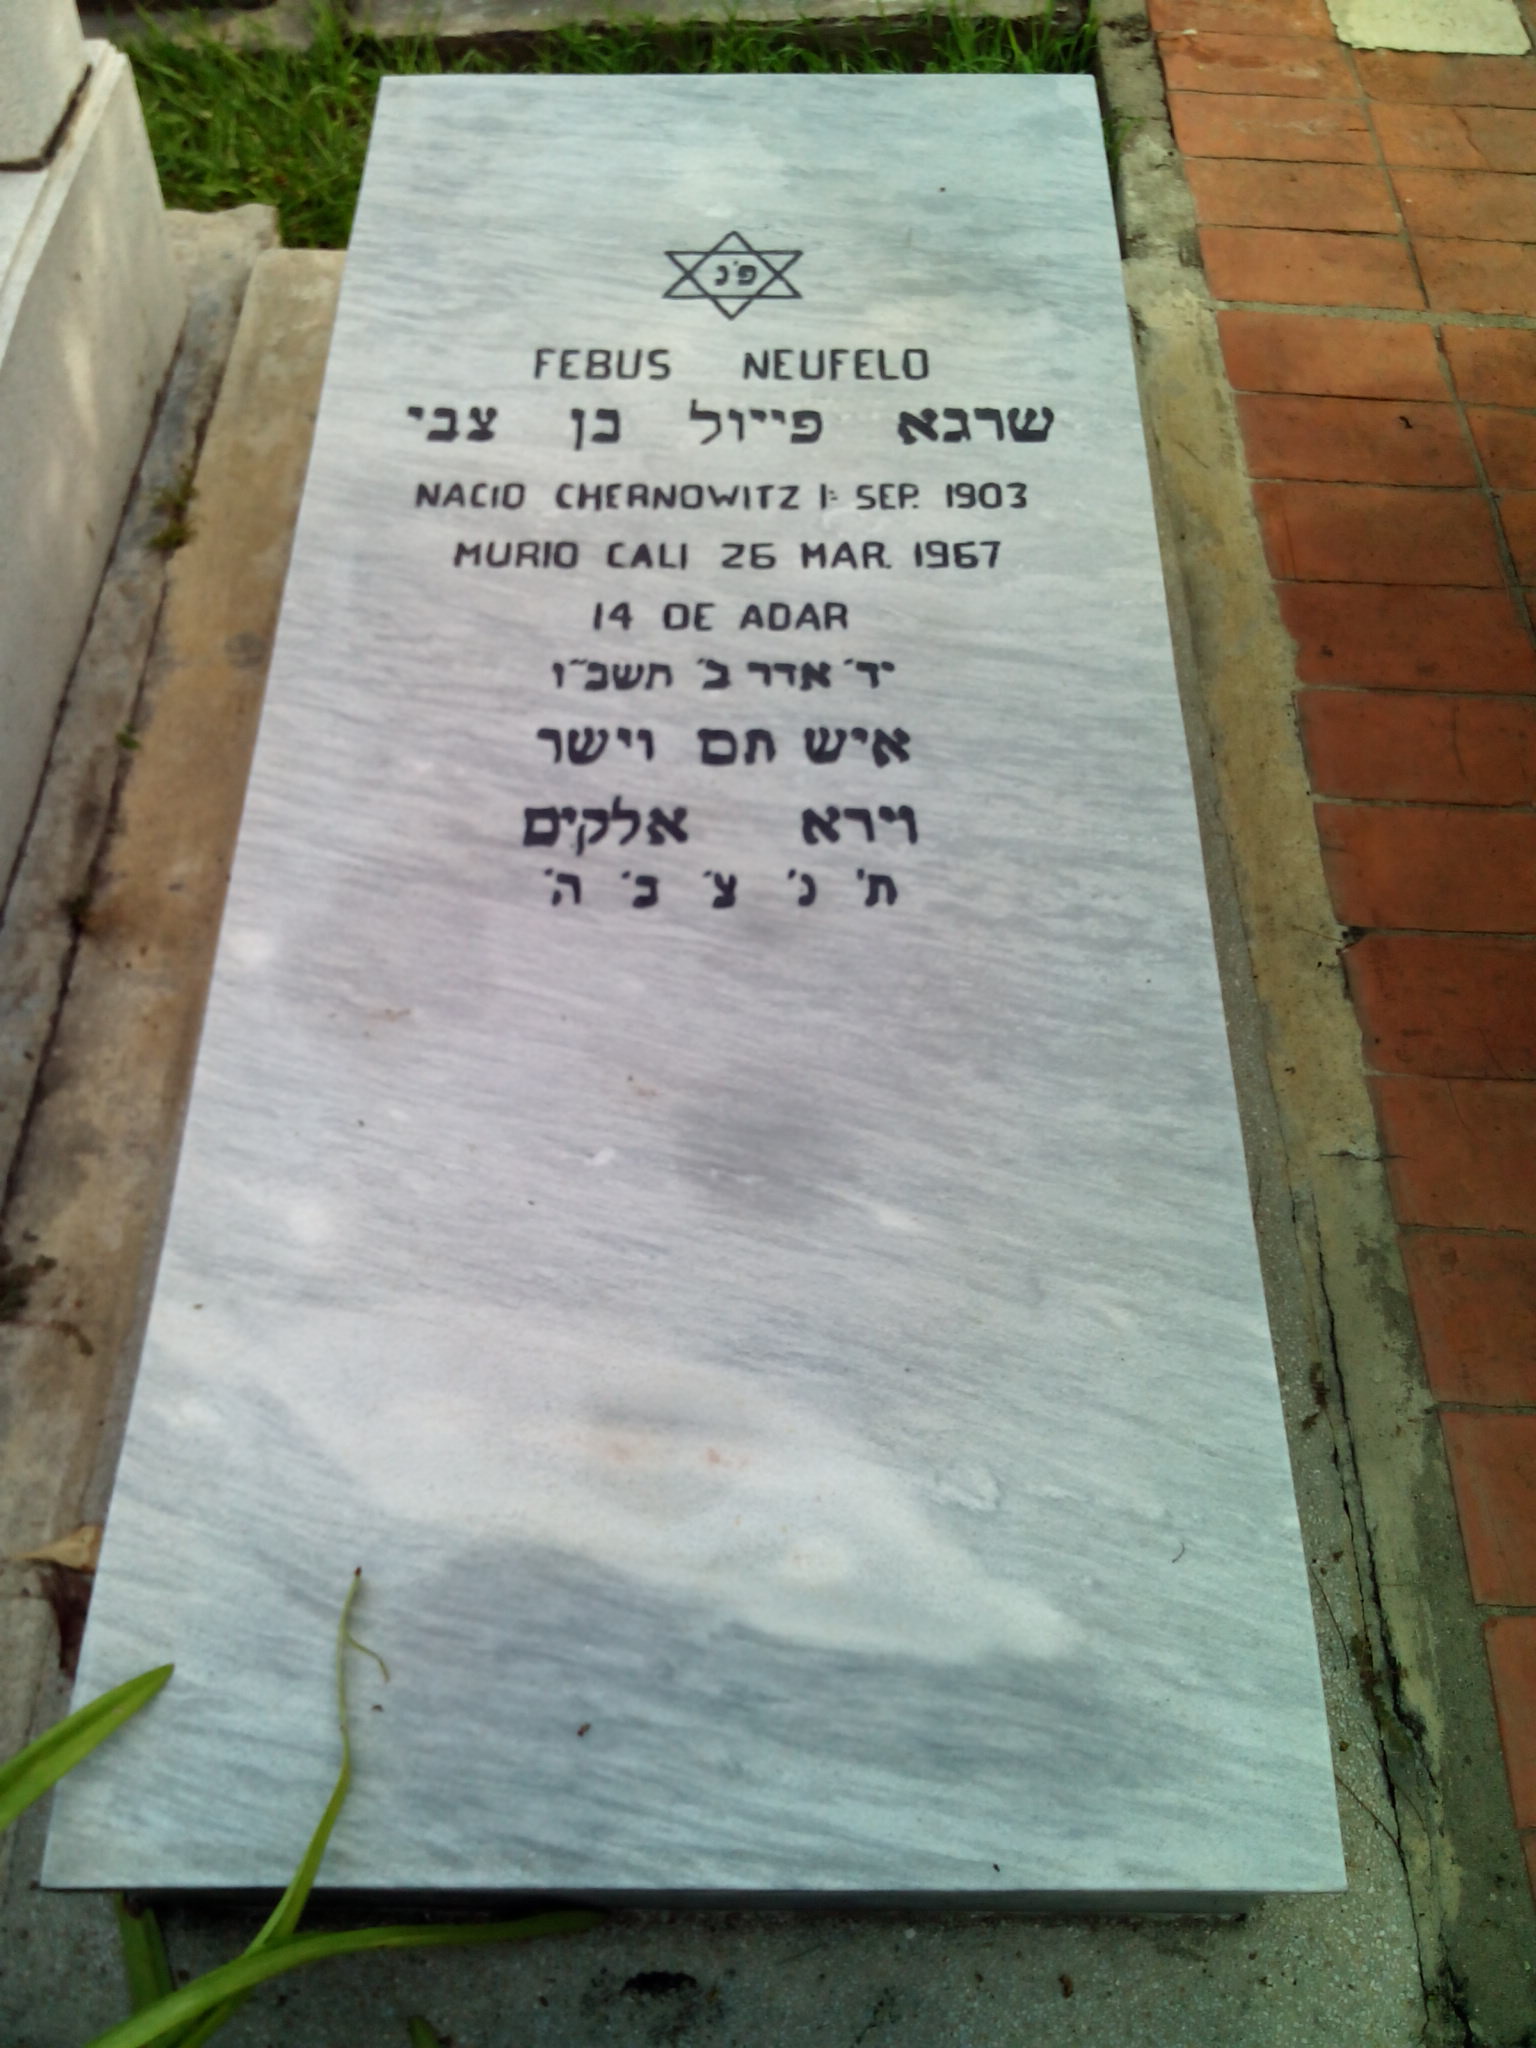 פ.נ
FEBUS NEUFELD
שרגא פייול בן צבי
NACIO CHERNOWITZ 1: SEP. 1903
MURIO CALI 26 MAR. 1967
14 DE ADAR
יד׳ אדר ב׳ תשכ״ו
איש תם וישר
וירא אלקים
ת׳ נ׳ צ׳ ב׳ ה׳